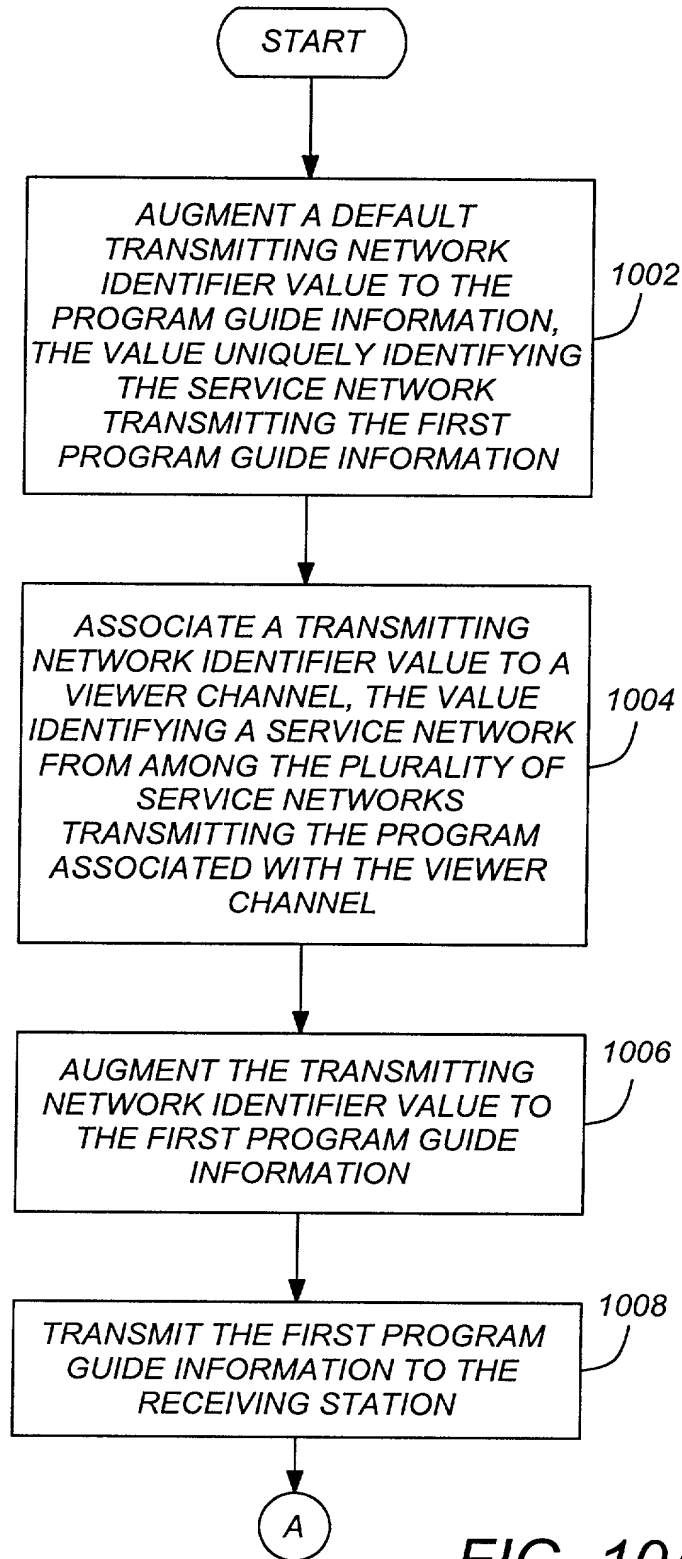 START
AUGMENT A DEFAULT
TRANSMITTING NETWORK
IDENTIFIER VALUE TO THE
PROGRAM GUIDE INFORMATION,
THE VALUE UNIQUELY IDENTIFYING
THE SERVICE NETWORK
TRANSMITTING THE FIRST
PROGRAM GUIDE INFORMATION
1002
ASSOCIATE A TRANSMITTING
NETWORK IDENTIFIER VALUE TO A
VIEWER CHANNEL, THE VALUE
IDENTIFYING A SERVICE NETWORK
FROM AMONG THE PLURALITY OF
SERVICE NETWORKS
TRANSMITTING THE PROGRAM
ASSOCIATED WITH THE VIEWER
CHANNEL
1004
AUGMENT THE TRANSMITTING
NETWORK IDENTIFIER VALUE TO
THE FIRST PROGRAM GUIDE
INFORMATION
1006
TRANSMIT THE FIRST PROGRAM
GUIDE INFORMATION TO THE
RECEIVING STATION
1008
A
FIG.